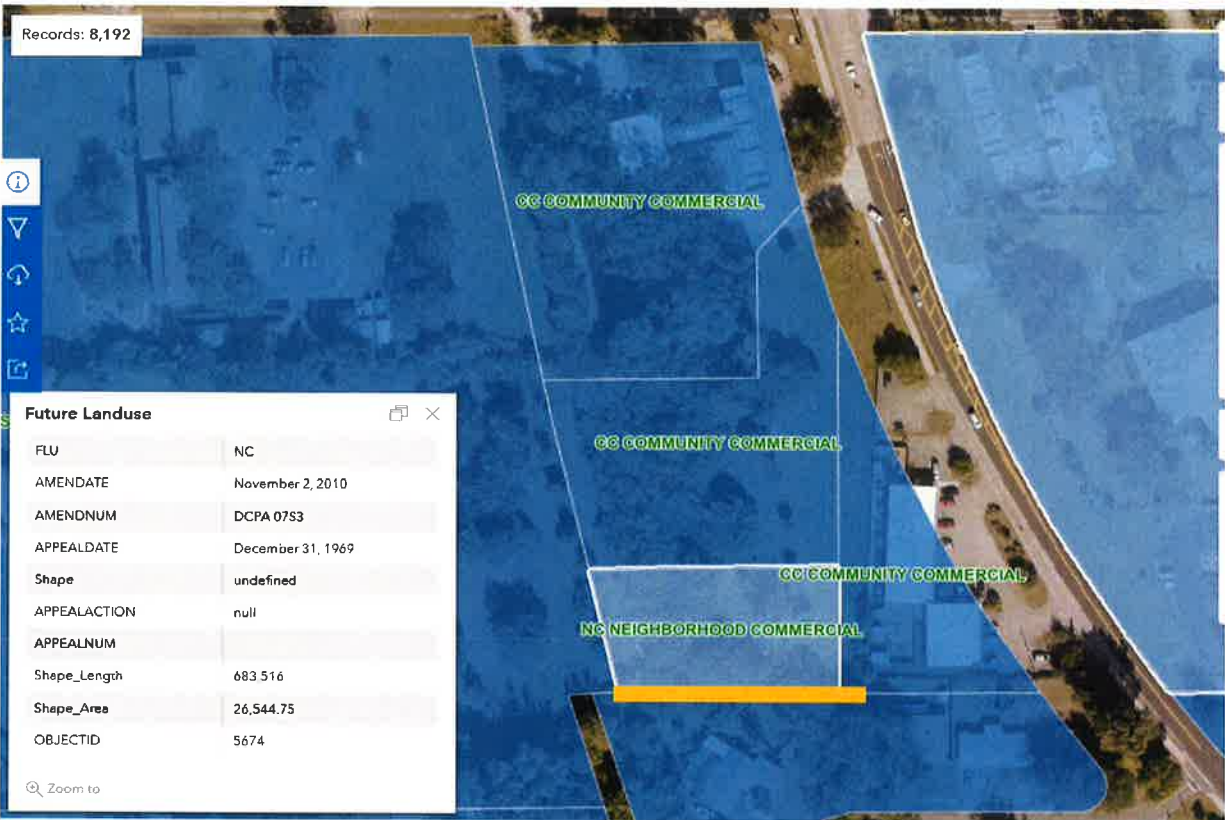 Records: 8,192
CC COMMUNITY COMMERCIAL
Future Landuse
S
CC COMMUNITY COMMERCIAL
FLU NC
AMENDATE November 2, 2010
AMENDNUM DCPA 07S3
APPEALDATE December 31, 1969
Shape undefined
CC COMMUNITY COMMERCIAL
APPEALACTION null
NC NEIGHBORHOOD COMMERCIAL
APPEALNUM
Shape_Length 683.516
Shape_Area 26,544.75
OBJECTID 5674
Zoom to